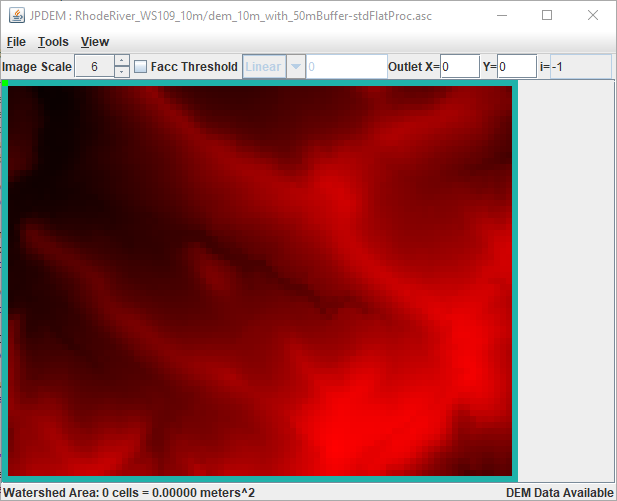 JPDEM : RhodeRiver_WS109_10m/dem_10m_with_50mBuffer-stdFlatProc.asc
File Tools View
Image Scale 6 Facc Threshold Linear 0 Outlet X= 0 Y= 0 i= -1
Watershed Area: 0 cells = 0.00000 meters^2 DEM Data Available